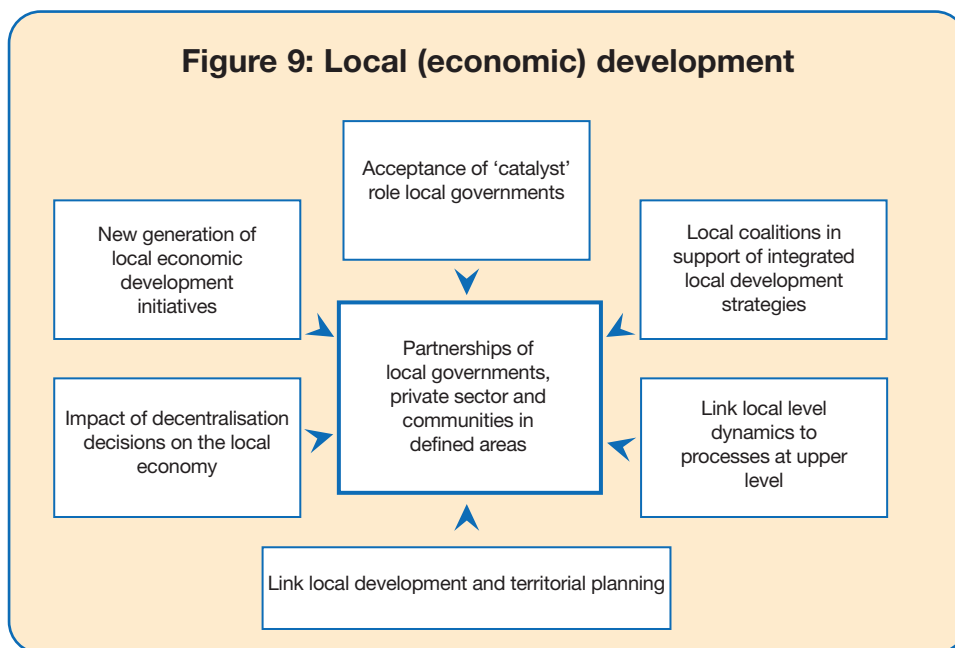 Figure 9: Local (economic) development
Acceptance of ‘catalyst’
role local governments
New generation of
local economic
development
initiatives
Local coalitions in
support of integrated
local development
strategies
Partnerships of
local governments,
private sector and
communities in
defined areas
Impact of decentralisation
decisions on the local
economy
Link local level
dynamics to
processes at upper
level
Link local development and territorial planning